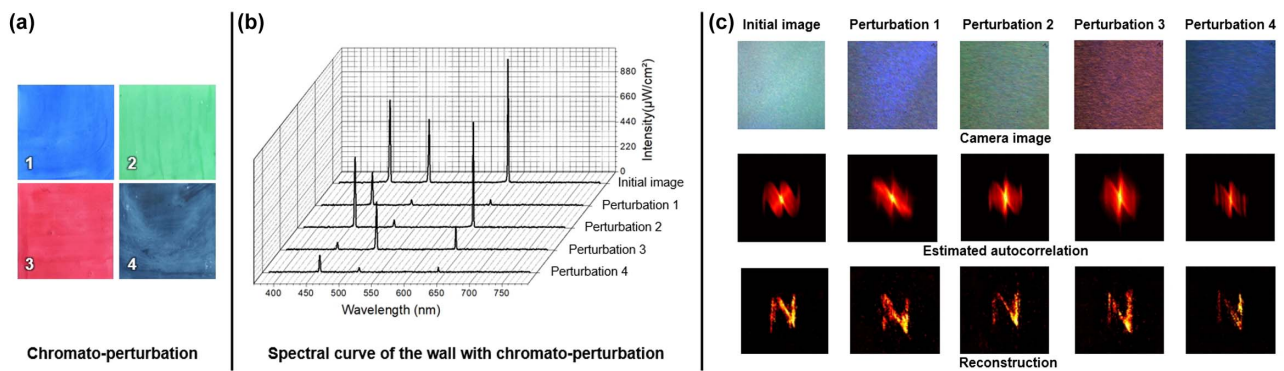 (a)
1
2
3
4
Chromato-perturbation
(b)
880
660
440
220
0
Intensity(μW/cm²)
Initial image
Perturbation 1
Perturbation 2
Perturbation 3
Perturbation 4
400 450 500 550 600 650 700 750
Wavelength (nm)
Spectral curve of the wall with chromato-perturbation
(c)
Initial image Perturbation 1 Perturbation 2 Perturbation 3 Perturbation 4
Camera image
Estimated autocorrelation
N N N N N
Reconstruction